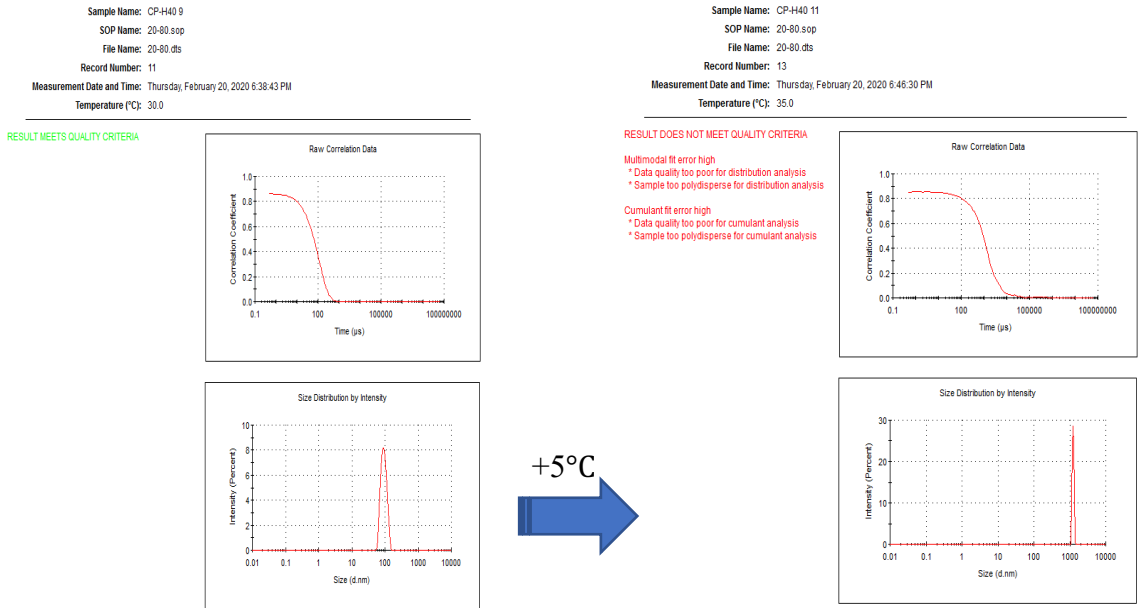 Sample Name: CP-H40 9
SOP Name: 20-80.sop
File Name: 20-80.dts
Record Number: 11
Measurement Date and Time: Thursday, February 20, 2020 6:38:43 PM
Temperature (°C): 30.0
RESULT MEETS QUALITY CRITERIA
Raw Correlation Data
Correlation Coefficient
1.0
0.8
0.6
0.4
0.2
0.0
0.1 100 100000 100000000
Time (µs)
Size Distribution by Intensity
Intensity (Percent)
10
8
6
4
2
0
0.01 0.1 1 10 100 1000 10000
Size (d.nm)
+5°C
Sample Name: CP-H40 11
SOP Name: 20-80.sop
File Name: 20-80.dts
Record Number: 13
Measurement Date and Time: Thursday, February 20, 2020 6:46:30 PM
Temperature (°C): 35.0
RESULT DOES NOT MEET QUALITY CRITERIA
Multimodal fit error high
* Data quality too poor for distribution analysis
* Sample too polydisperse for distribution analysis
Cumulant fit error high
* Data quality too poor for cumulant analysis
* Sample too polydisperse for cumulant analysis
Raw Correlation Data
Correlation Coefficient
1.0
0.8
0.6
0.4
0.2
0.0
0.1 100 100000 100000000
Time (µs)
Size Distribution by Intensity
Intensity (Percent)
30
20
10
0
0.01 0.1 1 10 100 1000 10000
Size (d.nm)